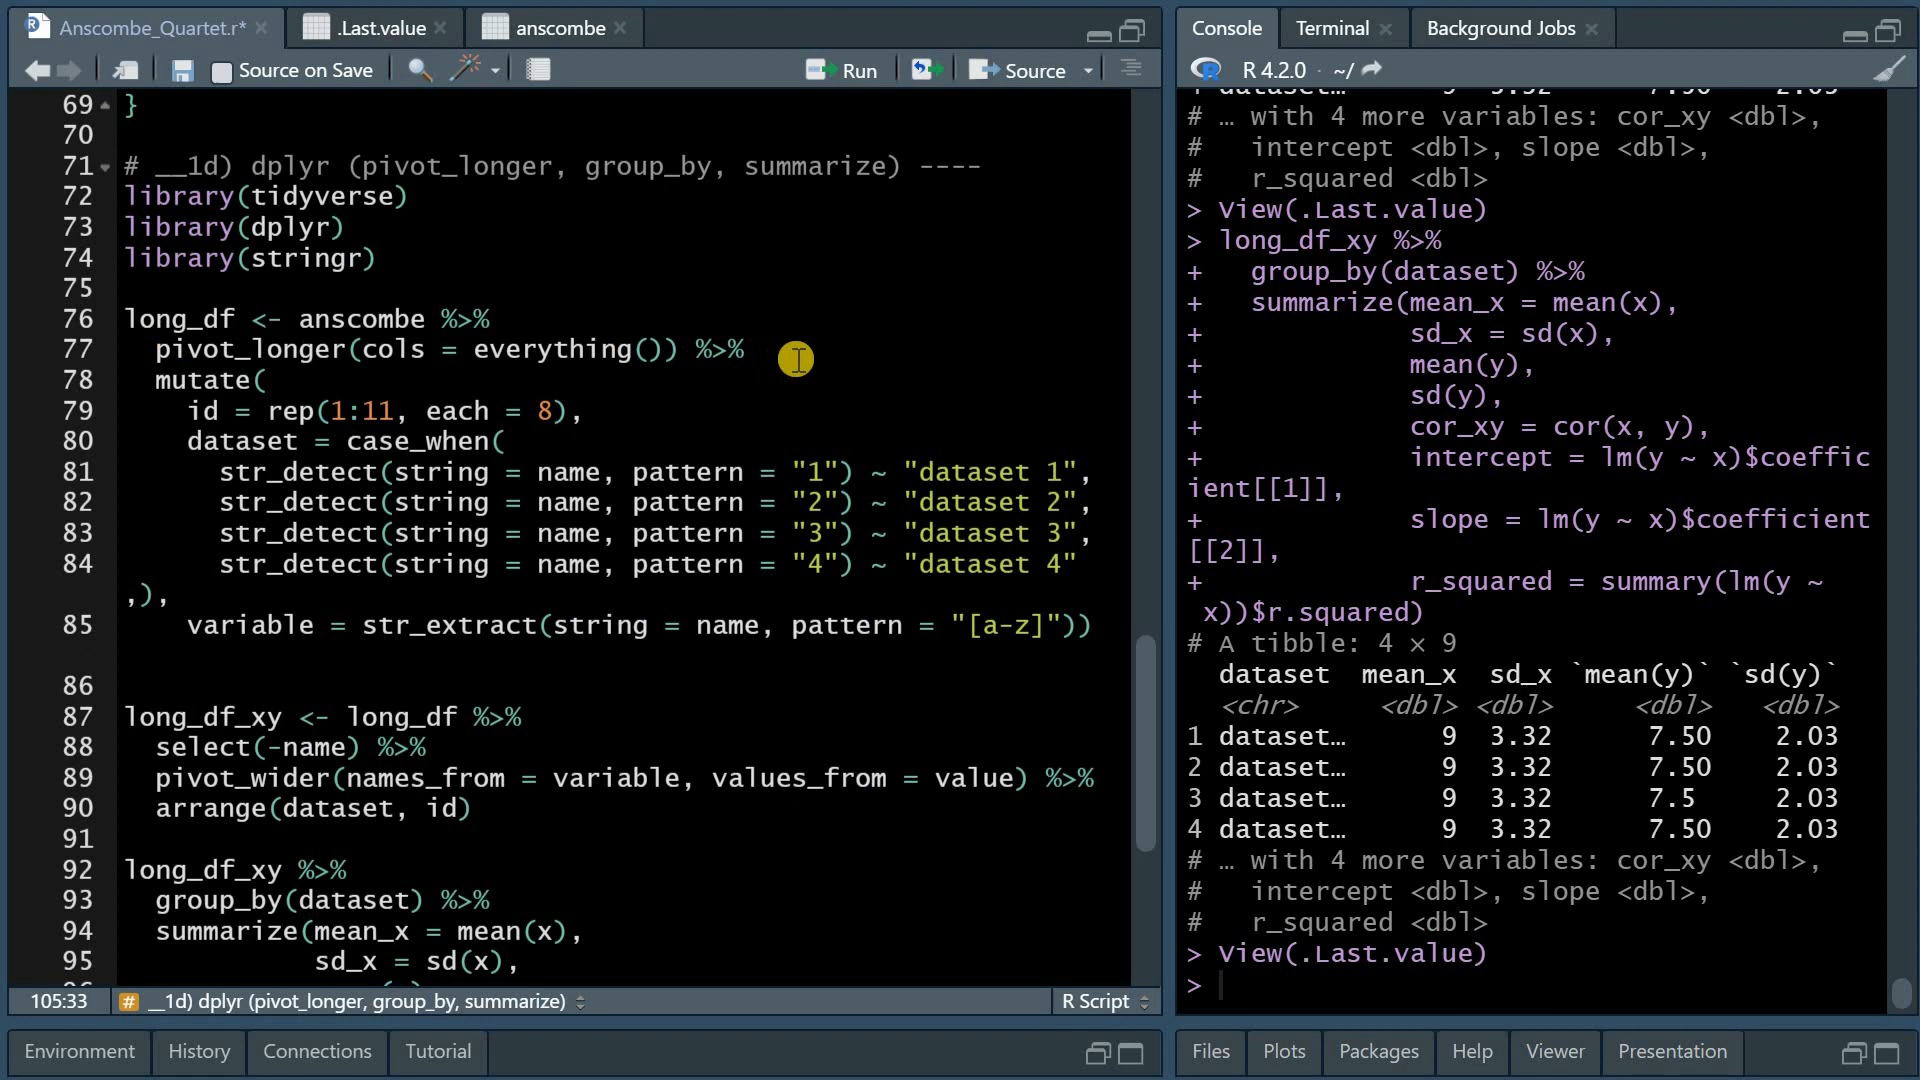 Anscombe_Quartet.r*
.Last.value
anscombe
Source on Save
Run
Source
69 }
70
71 # __1d) dplyr (pivot_longer, group_by, summarize) ----
72 library(tidyverse)
73 library(dplyr)
74 library(stringr)
75
76 long_df <- anscombe %>%
77   pivot_longer(cols = everything()) %>%
78   mutate(
79     id = rep(1:11, each = 8),
80     dataset = case_when(
81       str_detect(string = name, pattern = "1") ~ "dataset 1",
82       str_detect(string = name, pattern = "2") ~ "dataset 2",
83       str_detect(string = name, pattern = "3") ~ "dataset 3",
84       str_detect(string = name, pattern = "4") ~ "dataset 4"
,),
85     variable = str_extract(string = name, pattern = "[a-z]"))
86
87 long_df_xy <- long_df %>%
88   select(-name) %>%
89   pivot_wider(names_from = variable, values_from = value) %>%
90   arrange(dataset, id)
91
92 long_df_xy %>%
93   group_by(dataset) %>%
94   summarize(mean_x = mean(x),
95             sd_x = sd(x),
105:33
# __1d) dplyr (pivot_longer, group_by, summarize)
R Script
Environment
History
Connections
Tutorial
Console
Terminal
Background Jobs
R 4.2.0 · ~/
# … with 4 more variables: cor_xy <dbl>,
#   intercept <dbl>, slope <dbl>,
#   r_squared <dbl>
> View(.Last.value)
> long_df_xy %>%
+   group_by(dataset) %>%
+   summarize(mean_x = mean(x),
+             sd_x = sd(x),
+             mean(y),
+             sd(y),
+             cor_xy = cor(x, y),
+             intercept = lm(y ~ x)$coeffic
ient[[1]],
+             slope = lm(y ~ x)$coefficient
[[2]],
+             r_squared = summary(lm(y ~
 x))$r.squared)
# A tibble: 4 × 9
  dataset  mean_x  sd_x `mean(y)` `sd(y)`
  <chr>     <dbl> <dbl>     <dbl>   <dbl>
1 dataset…      9  3.32      7.50    2.03
2 dataset…      9  3.32      7.50    2.03
3 dataset…      9  3.32      7.5     2.03
4 dataset…      9  3.32      7.50    2.03
# … with 4 more variables: cor_xy <dbl>,
#   intercept <dbl>, slope <dbl>,
#   r_squared <dbl>
> View(.Last.value)
>
Files
Plots
Packages
Help
Viewer
Presentation